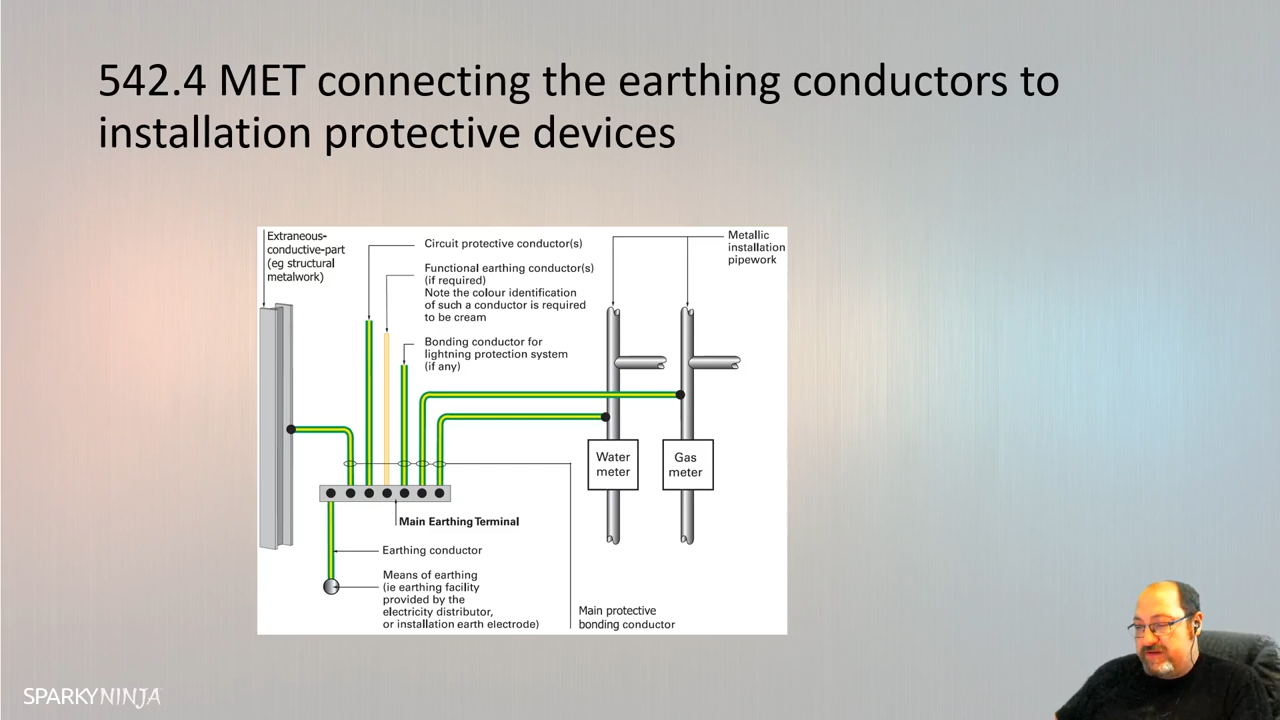 542.4 MET connecting the earthing conductors to
installation protective devices
Extraneous-
conductive-part
(eg structural
metalwork)
Circuit protective conductor(s)
Functional earthing conductor(s)
(if required)
Note the colour identification
of such a conductor is required
to be cream
Bonding conductor for
lightning protection system
(if any)
Metallic
installation
pipework
Water
meter
Gas
meter
Main Earthing Terminal
Earthing conductor
Means of earthing
(ie earthing facility
provided by the
electricity distributor,
or installation earth electrode)
Main protective
bonding conductor
SPARKYNINJA